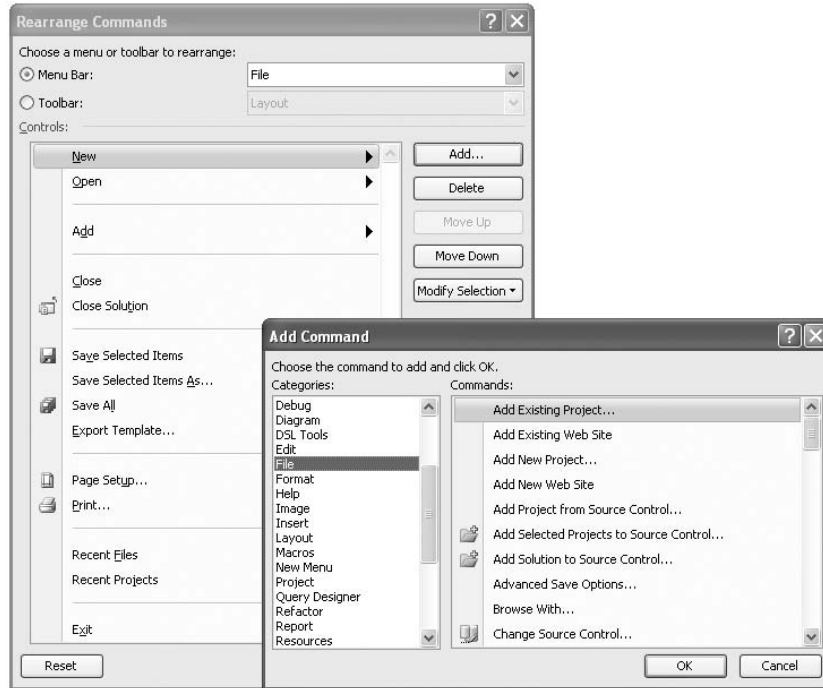 Rearrange Commands
Choose a menu or toolbar to rearrange:
Menu Bar:
File
Toolbar:
Layout
Controls:
New
Open
Add
Close
Close Solution
Save Selected Items
Save Selected Items As...
Save All
Export Template...
Page Setup...
Print...
Recent Files
Recent Projects
Exit
Add...
Delete
Move Up
Move Down
Modify Selection
Reset
Add Command
Choose the command to add and click OK.
Categories:
Debug
Diagram
DSL Tools
Edit
File
Format
Help
Image
Insert
Layout
Macros
New Menu
Project
Query Designer
Refactor
Report
Resources
Commands:
Add Existing Project...
Add Existing Web Site
Add New Project...
Add New Web Site
Add Project from Source Control...
Add Selected Projects to Source Control...
Add Solution to Source Control...
Advanced Save Options...
Browse With...
Change Source Control...
OK
Cancel